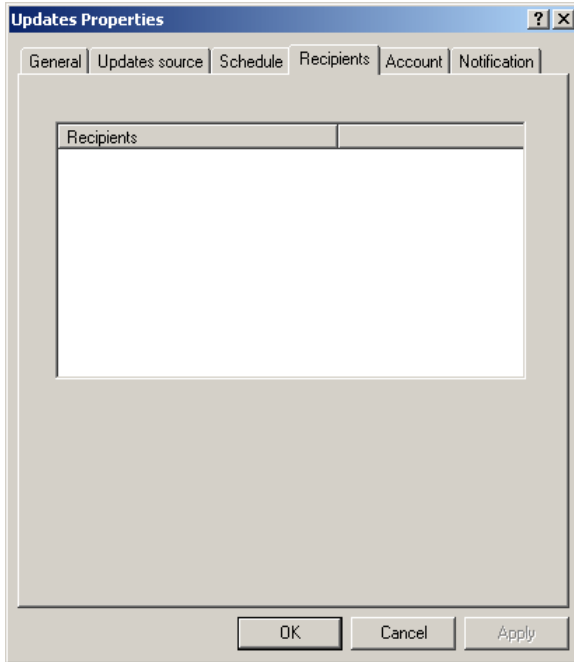 Updates Properties
General Updates source Schedule Recipients Account Notification
Recipients
OK Cancel Apply